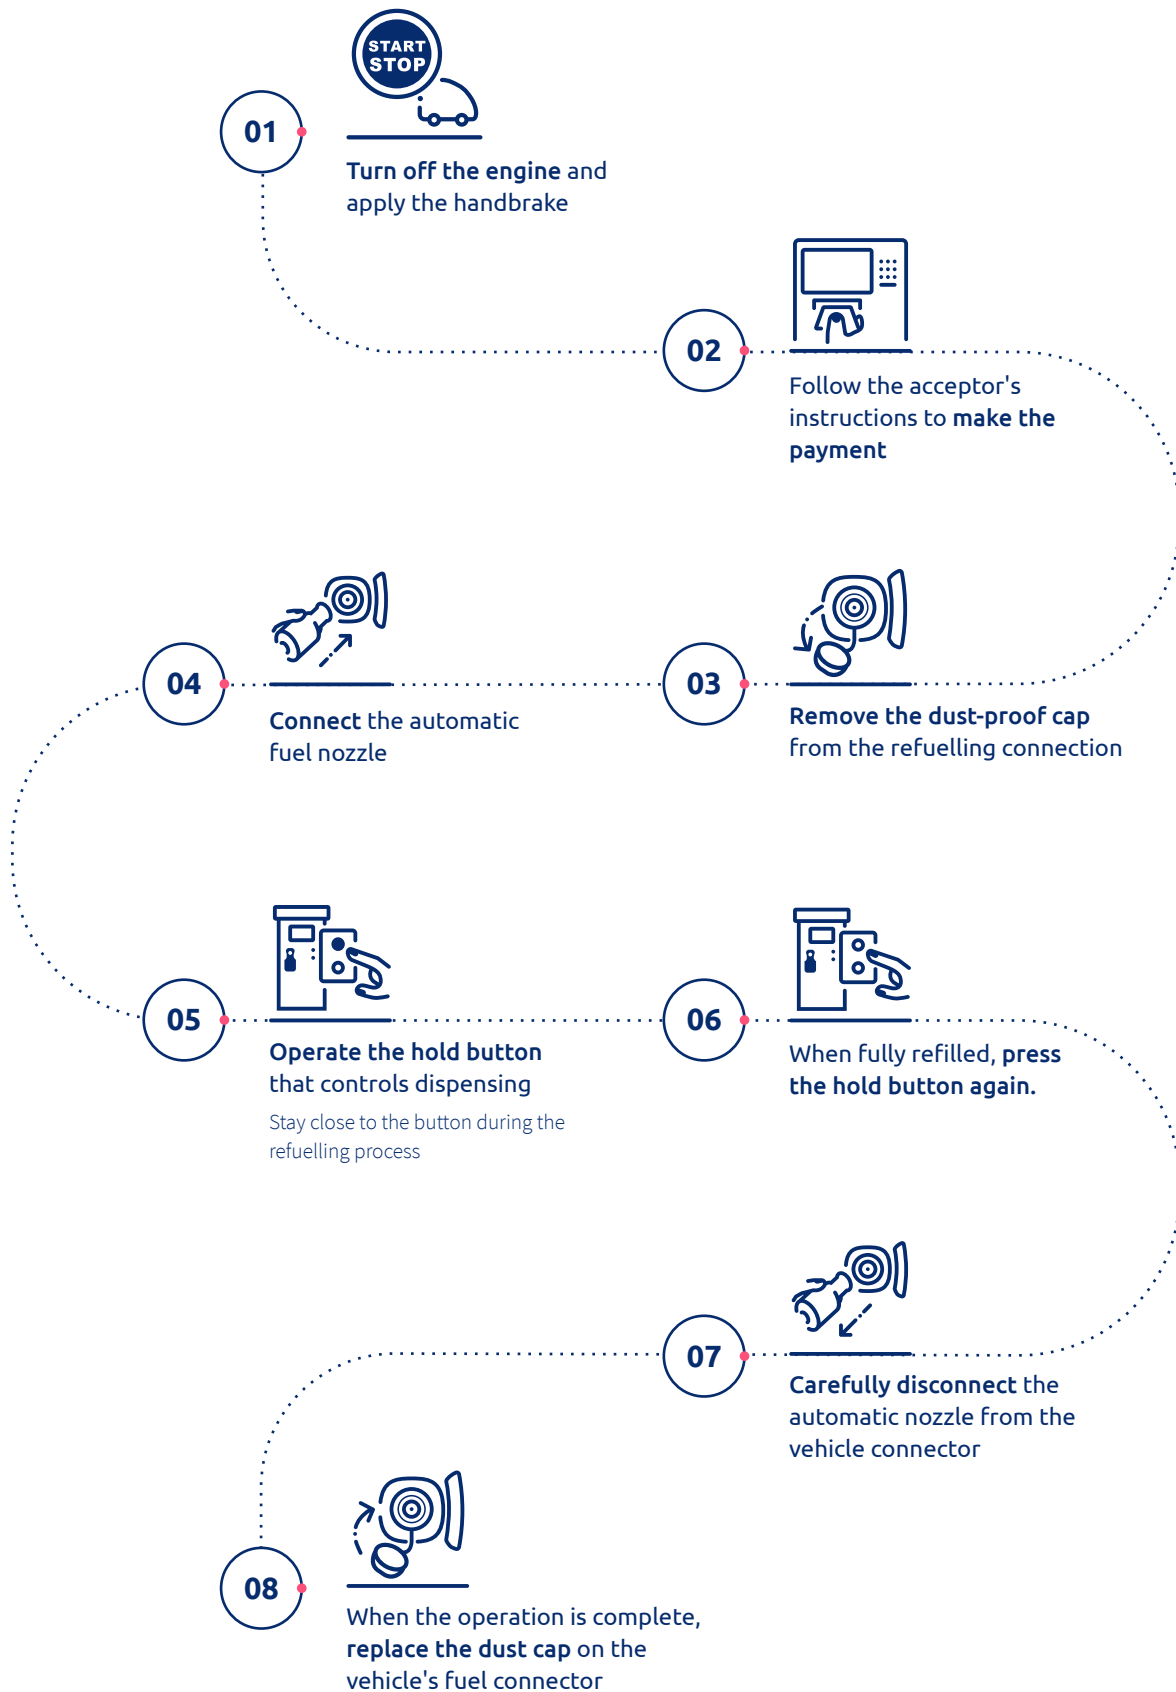 START
STOP
01
Turn off the engine and
apply the handbrake
02
Follow the acceptor's
instructions to make the
payment
03
Remove the dust-proof cap
from the refuelling connection
04
Connect the automatic
fuel nozzle
05
Operate the hold button
that controls dispensing
Stay close to the button during the
refuelling process
06
When fully refilled, press
the hold button again.
07
Carefully disconnect the
automatic nozzle from the
vehicle connector
08
When the operation is complete,
replace the dust cap on the
vehicle's fuel connector